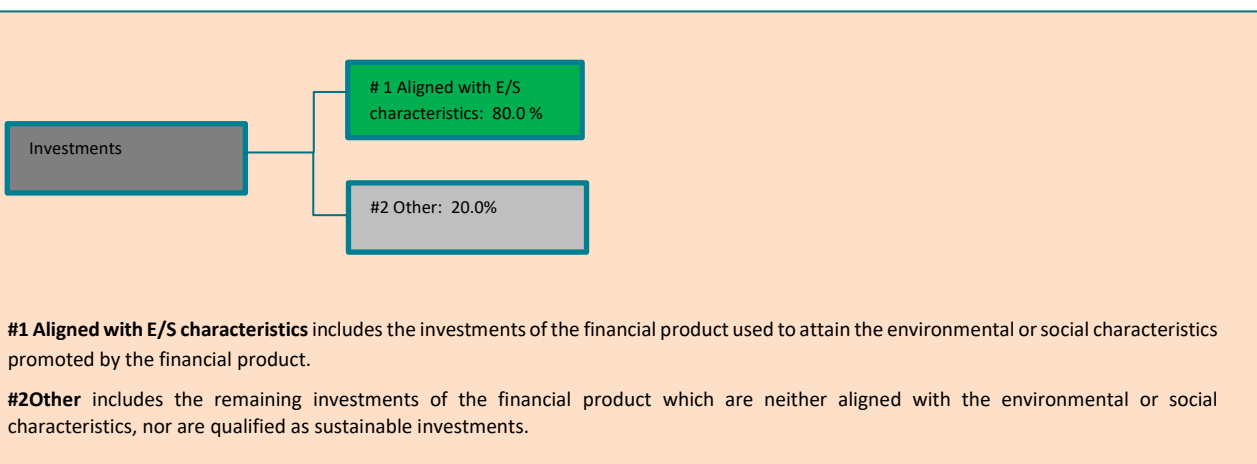 # 1 Aligned with E/S
characteristics: 80.0 %
Investments
#2 Other: 20.0%
#1 Aligned with E/S characteristics includes the investments of the financial product used to attain the environmental or social characteristics
promoted by the financial product.
#2Other includes the remaining investments of the financial product which are neither aligned with the environmental or social
characteristics, nor are qualified as sustainable investments.